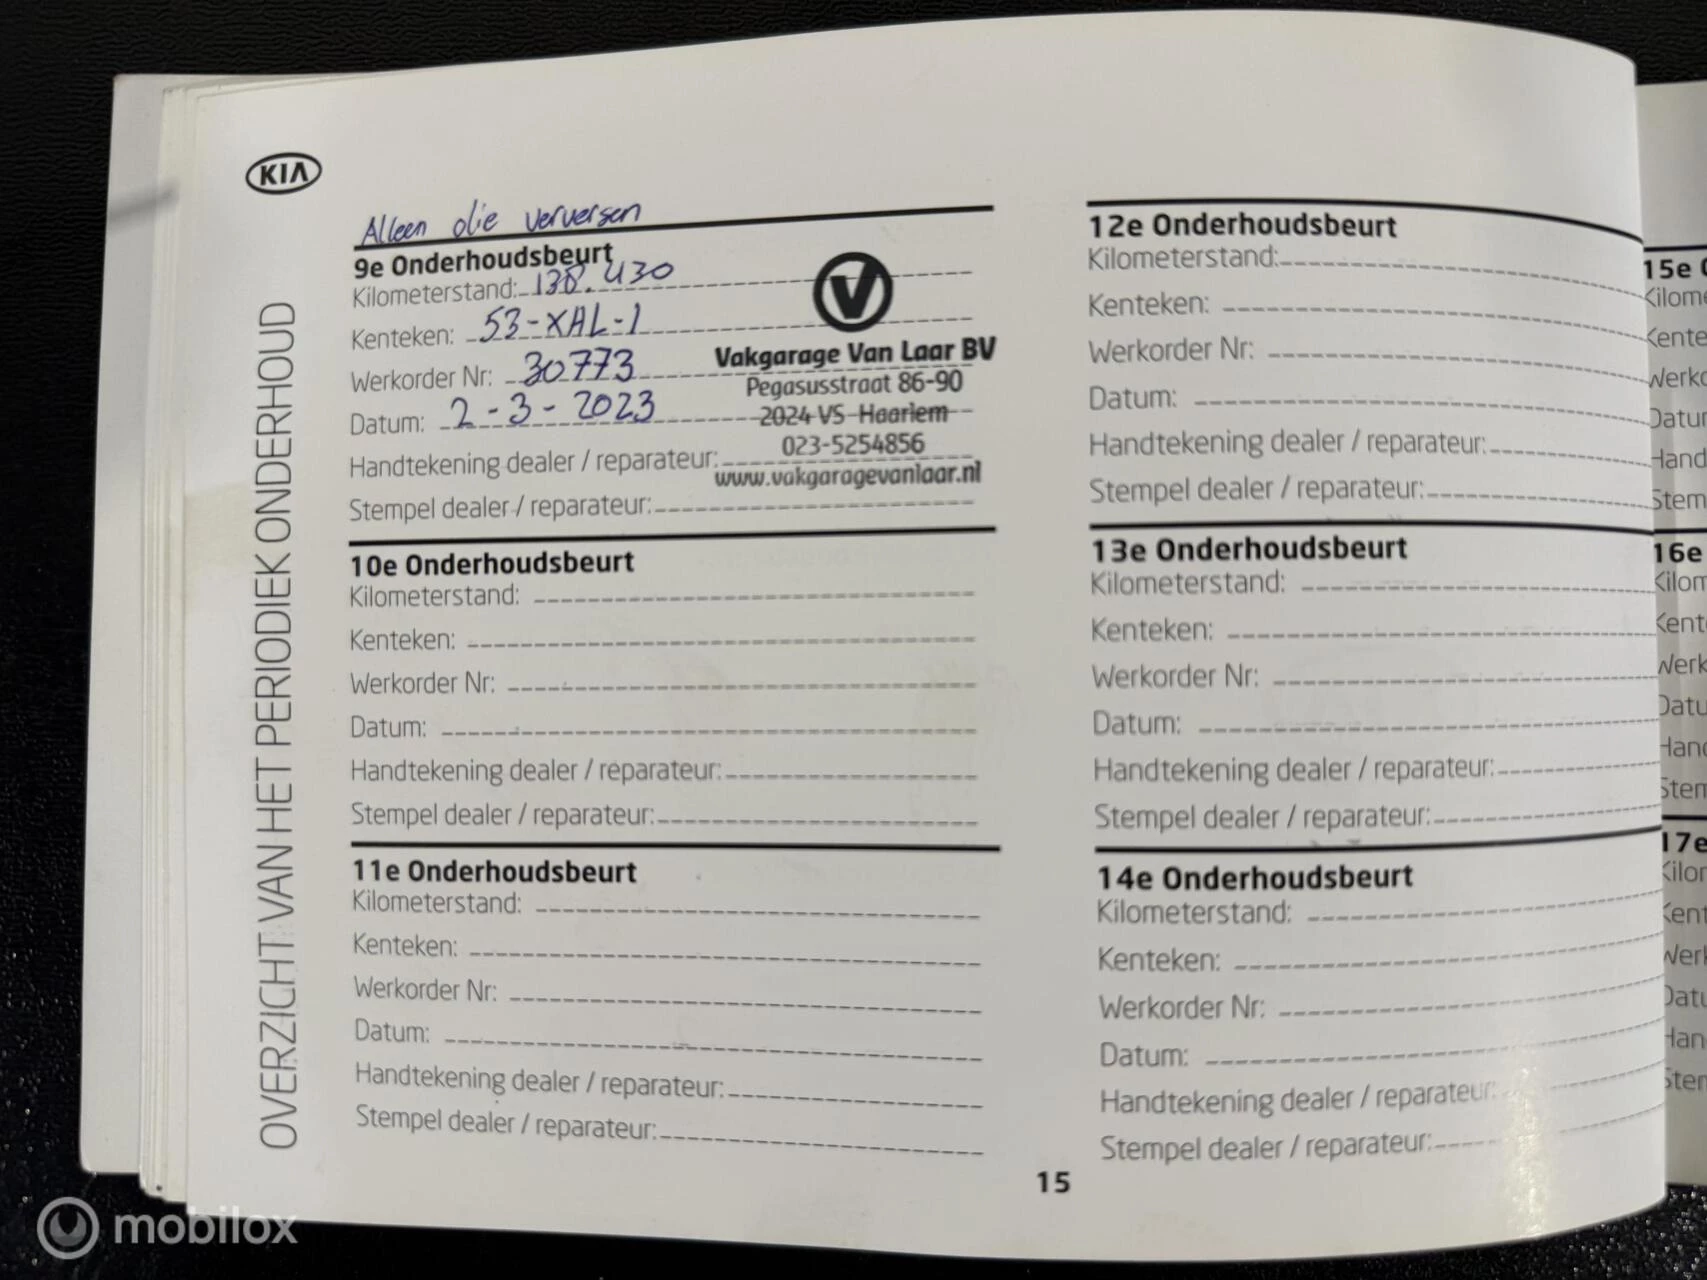 KIA
OVERZICHT VAN HET PERIODIEK ONDERHOUD
Alleen olie verversen
9e Onderhoudsbeurt
Kilometerstand: 138.430
Kenteken: 53-XHL-1
Werkorder Nr: 30773
Datum: 2-3-2023
Handtekening dealer / reparateur:
Stempel dealer / reparateur:
V
Vakgarage Van Laar BV
Pegasusstraat 86-90
2024 VS Haarlem
023-5254856
www.vakgaragevanlaar.nl
10e Onderhoudsbeurt
Kilometerstand:
Kenteken:
Werkorder Nr:
Datum:
Handtekening dealer / reparateur:
Stempel dealer / reparateur:
11e Onderhoudsbeurt
Kilometerstand:
Kenteken:
Werkorder Nr:
Datum:
Handtekening dealer / reparateur:
Stempel dealer / reparateur:
12e Onderhoudsbeurt
Kilometerstand:
Kenteken:
Werkorder Nr:
Datum:
Handtekening dealer / reparateur:
Stempel dealer / reparateur:
13e Onderhoudsbeurt
Kilometerstand:
Kenteken:
Werkorder Nr:
Datum:
Handtekening dealer / reparateur:
Stempel dealer / reparateur:
14e Onderhoudsbeurt
Kilometerstand:
Kenteken:
Werkorder Nr:
Datum:
Handtekening dealer / reparateur:
Stempel dealer / reparateur:
15
15e
16e
17e
mobilox